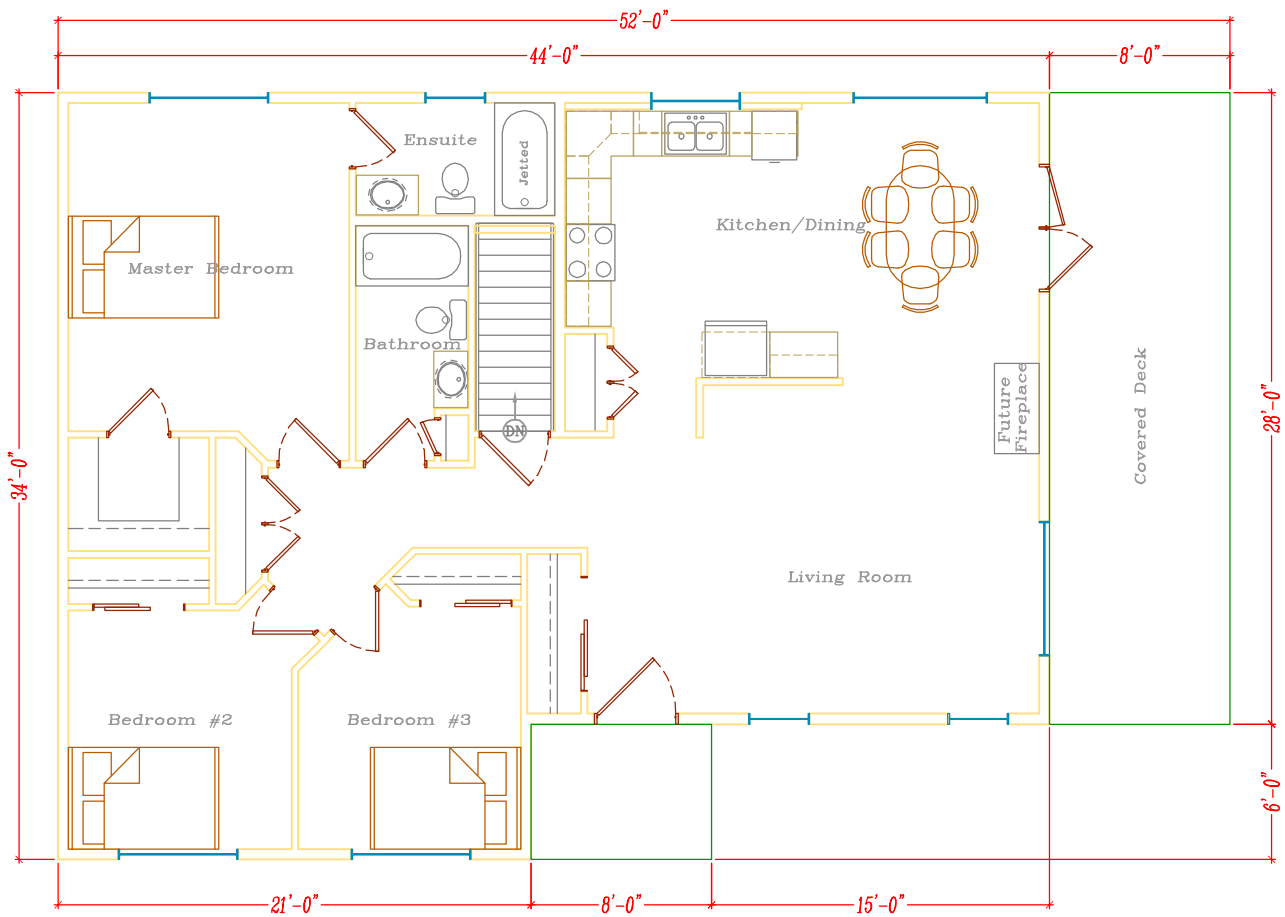 52'-0"
44'-0"
8'-0"
Ensuite
Jetted
Kitchen/Dining
Master Bedroom
Bathroom
DN
Future
Fireplace
Covered Deck
28'-0"
34'-0"
Living Room
Bedroom #2
Bedroom #3
6'-0"
21'-0"
8'-0"
15'-0"